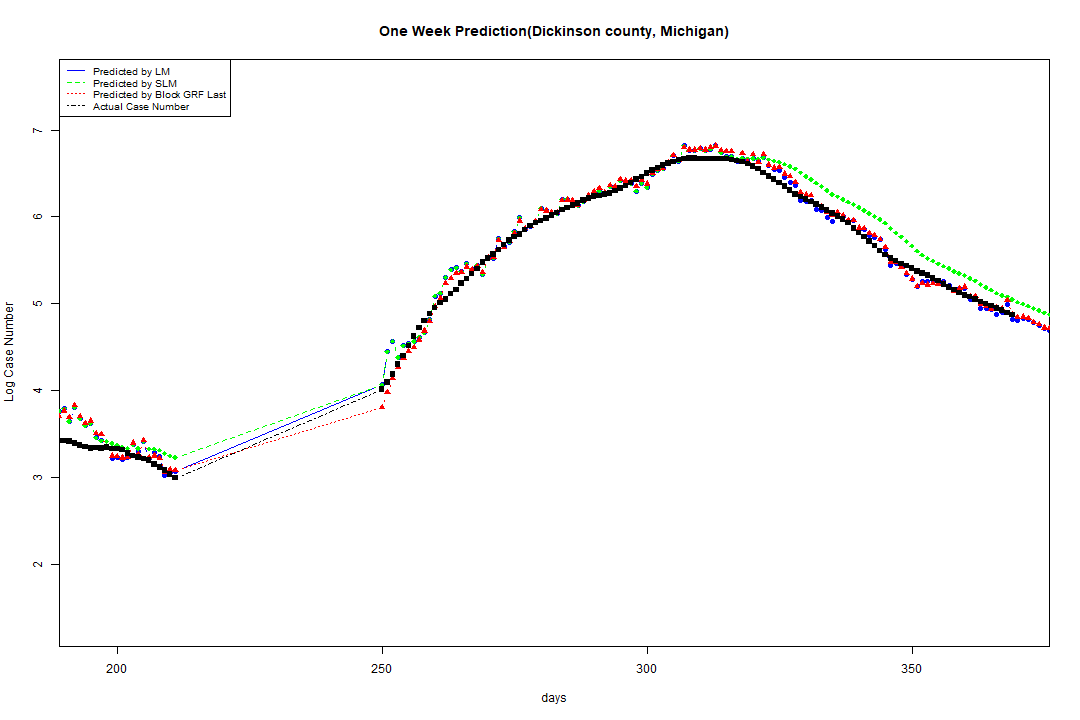 One Week Prediction(Dickinson county, Michigan)
Predicted by LM
Predicted by SLM
Predicted by Block GRF Last
Actual Case Number
7
6
5
4
3
2
Log Case Number
200 250 300 350
days